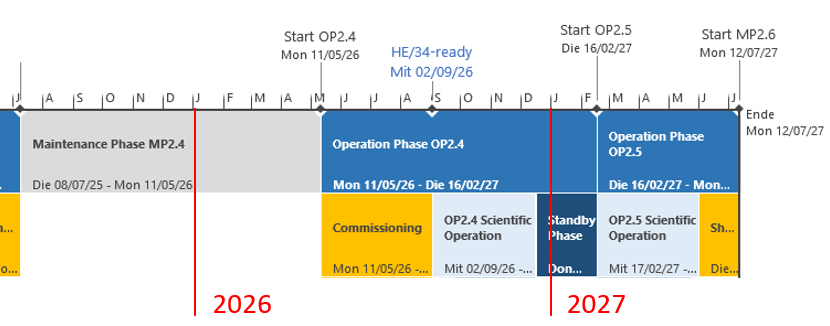 Start OP2.4
Mon 11/05/26
HE/34-ready
Mit 02/09/26
Start OP2.5
Die 16/02/27
Start MP2.6
Mon 12/07/27
J A S O N D J F M A M J J A S O N D J F M A M J J
Ende
Mon 12/07/27
Maintenance Phase MP2.4
Die 08/07/25 - Mon 11/05/26
Operation Phase OP2.4
Mon 11/05/26 - Die 16/02/27
Operation Phase
OP2.5
Die 16/02/27 - Mon...
n...
o...
Commissioning
Mon 11/05/26 -...
OP2.4 Scientific
Operation
Mit 02/09/26 -...
Standby
Phase
Don...
OP2.5 Scientific
Operation
Mit 17/02/27 -...
Sh...
Die...
2026
2027